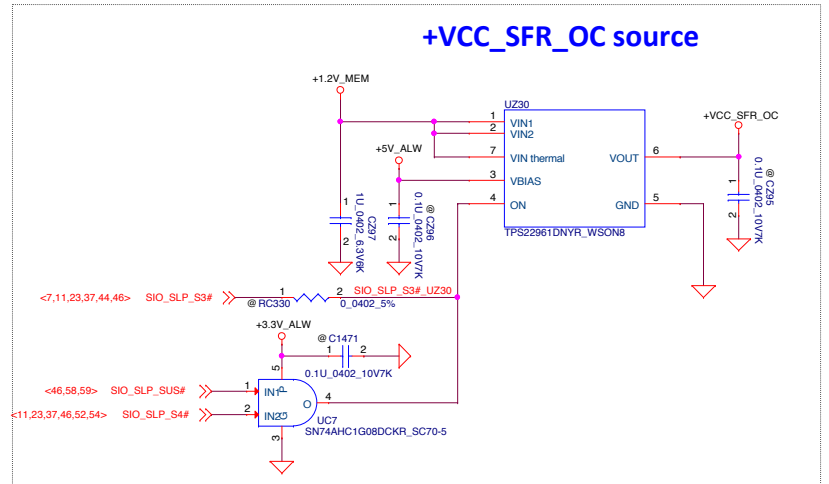 +VCC_SFR_OC source
+1.2V_MEM
UZ30
1 VIN1
2 VIN2
7 VIN thermal
3 VBIAS
4 ON
VOUT 6
GND 5
TPS22961DNYR_WSON8
+VCC_SFR_OC
+5V_ALW
1
2
CZ97
1U_0402_6.3V6K
1
2
@ CZ96
0.1U_0402_10V7K
1
2
@ CZ95
0.1U_0402_10V7K
<7,11,23,37,44,46> SIO_SLP_S3#
1 2
@ RC330
0_0402_5%
SIO_SLP_S3#_UZ30
+3.3V_ALW
@ C1471
1 2
0.1U_0402_10V7K
5
<46,58,59> SIO_SLP_SUS# 1 IN1 P
O 4
<11,23,37,46,52,54> SIO_SLP_S4# 2 IN2 G
3
UC7
SN74AHC1G08DCKR_SC70-5